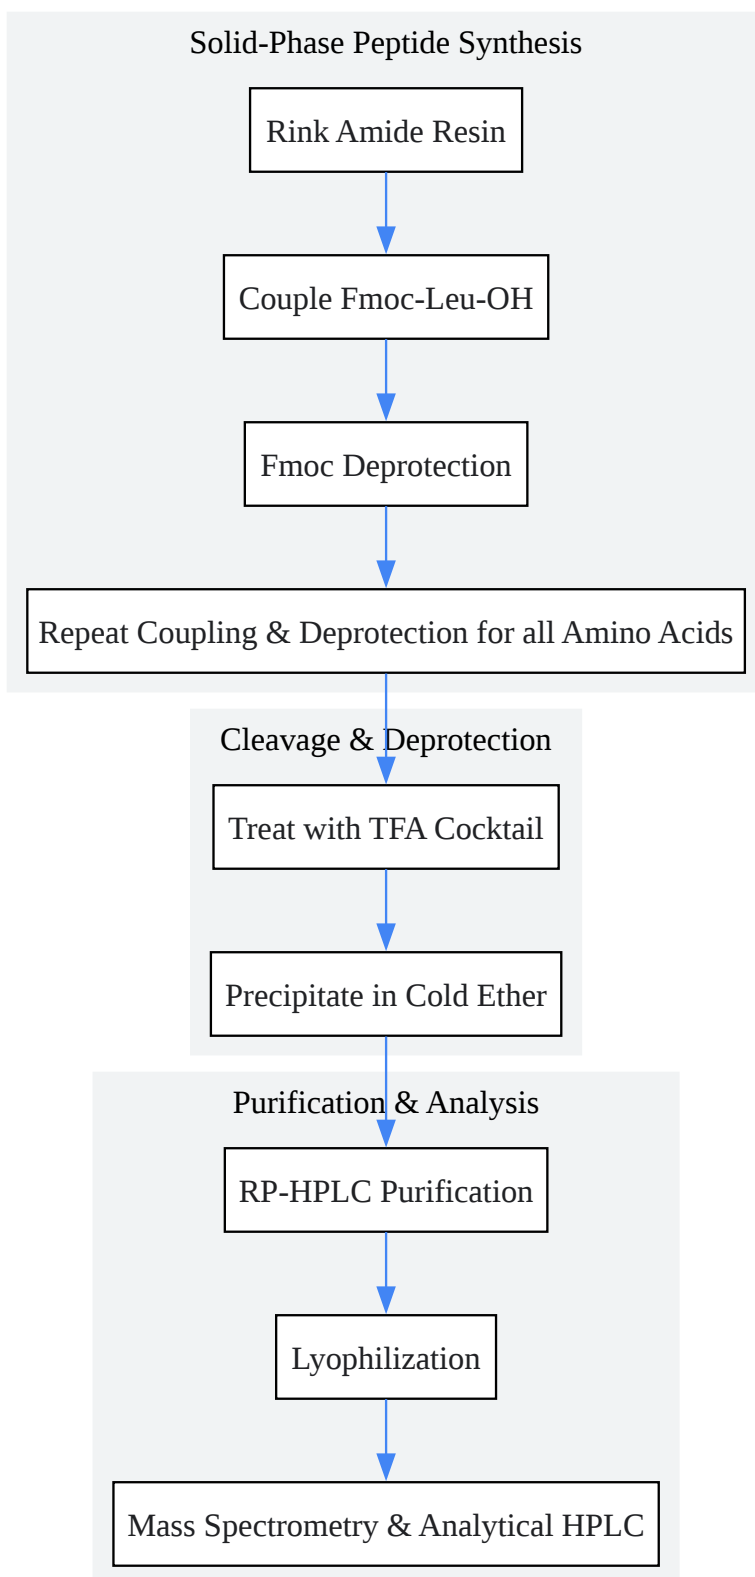 Solid-Phase Peptide Synthesis
Rink Amide Resin
Couple Fmoc-Leu-OH
Fmoc Deprotection
Repeat Coupling & Deprotection for all Amino Acids
Cleavage & Deprotection
Treat with TFA Cocktail
Precipitate in Cold Ether
Purification & Analysis
RP-HPLC Purification
Lyophilization
Mass Spectrometry & Analytical HPLC